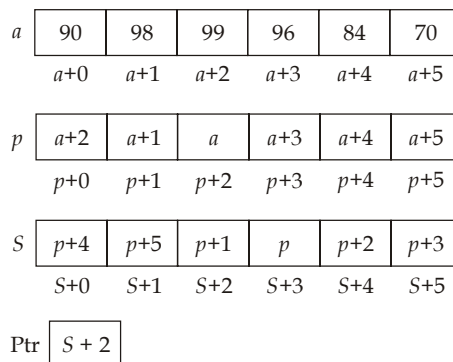 a 90 98 99 96 84 70
a+0 a+1 a+2 a+3 a+4 a+5
p a+2 a+1 a a+3 a+4 a+5
p+0 p+1 p+2 p+3 p+4 p+5
S p+4 p+5 p+1 p p+2 p+3
S+0 S+1 S+2 S+3 S+4 S+5
Ptr S + 2